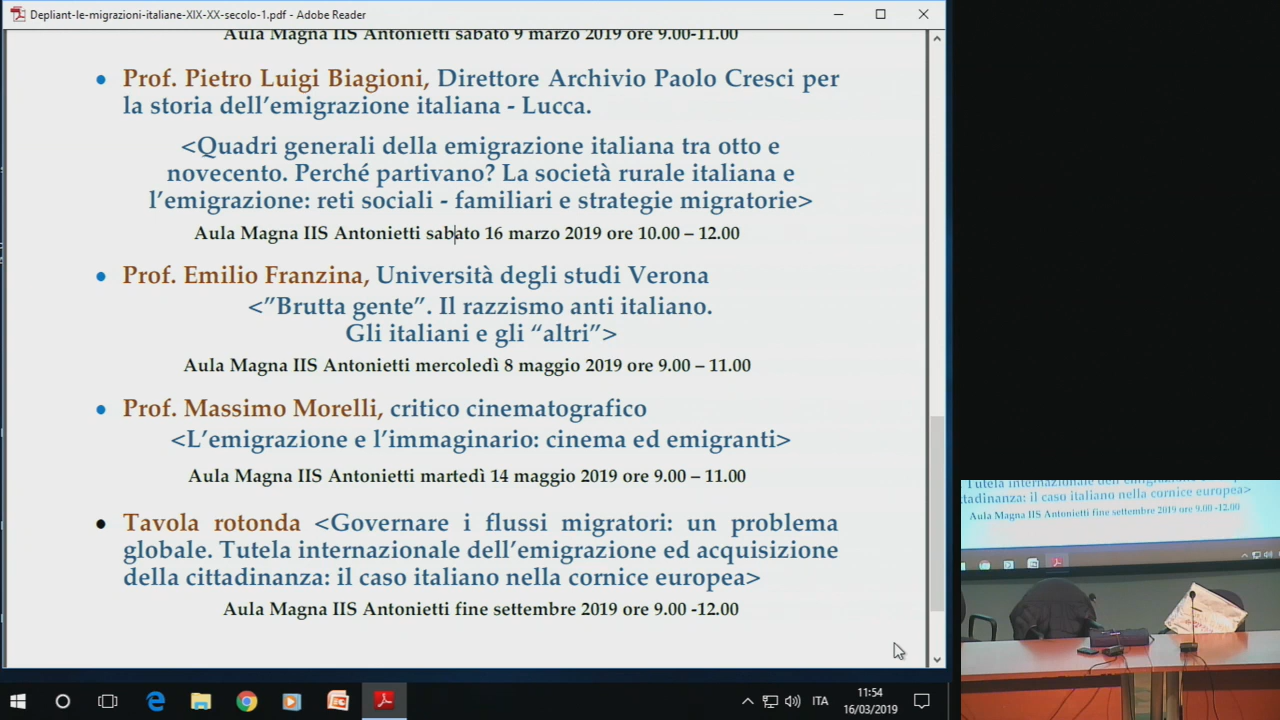 Depliant-le-migrazioni-italiane-XIX-XX-secolo-1.pdf - Adobe Reader
Aula Magna IIS Antonietti sabato 9 marzo 2019 ore 9.00-11.00
• Prof. Pietro Luigi Biagioni, Direttore Archivio Paolo Cresci per
la storia dell’emigrazione italiana - Lucca.
<Quadri generali della emigrazione italiana tra otto e
novecento. Perché partivano? La società rurale italiana e
l’emigrazione: reti sociali - familiari e strategie migratorie>
Aula Magna IIS Antonietti sabato 16 marzo 2019 ore 10.00 – 12.00
• Prof. Emilio Franzina, Università degli studi Verona
<”Brutta gente”. Il razzismo anti italiano.
Gli italiani e gli “altri”>
Aula Magna IIS Antonietti mercoledì 8 maggio 2019 ore 9.00 – 11.00
• Prof. Massimo Morelli, critico cinematografico
<L’emigrazione e l’immaginario: cinema ed emigranti>
Aula Magna IIS Antonietti martedì 14 maggio 2019 ore 9.00 – 11.00
• Tavola rotonda <Governare i flussi migratori: un problema
globale. Tutela internazionale dell’emigrazione ed acquisizione
della cittadinanza: il caso italiano nella cornice europea>
Aula Magna IIS Antonietti fine settembre 2019 ore 9.00 -12.00
Tutela internazionale dell’emigrazione
cittadinanza: il caso italiano nella cornice europea>
Aula Magna IIS Antonietti fine settembre 2019 ore 9.00 -12.00
ITA
11:54
16/03/2019